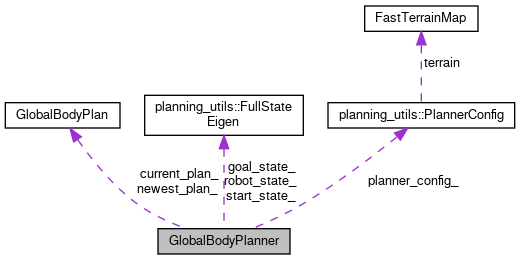 FastTerrainMap
terrain
GlobalBodyPlan
planning_utils::FullState
Eigen
planning_utils::PlannerConfig
current_plan_
newest_plan_
goal_state_
robot_state_
start_state_
planner_config_
GlobalBodyPlanner